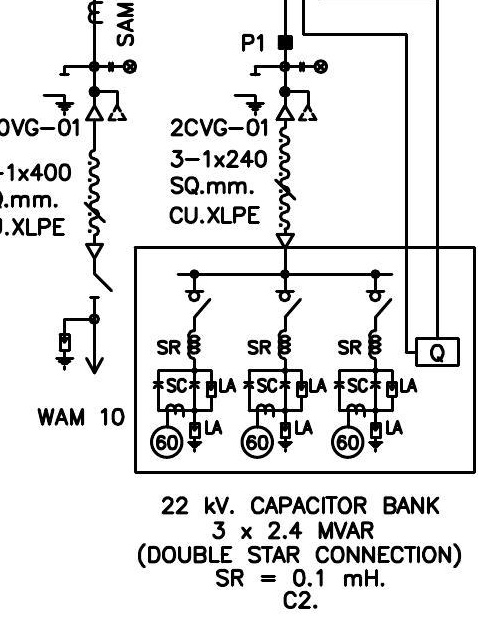 SAM
P1
0VG-01
2CVG-01
-1x400
3-1x240
Q.mm.
SQ.mm.
J.XLPE
CU.XLPE
SR SR SR Q
SC LA SC LA SC LA
60 LA 60 LA 60 LA
WAM 10
22 kV. CAPACITOR BANK
3 x 2.4 MVAR
(DOUBLE STAR CONNECTION)
SR = 0.1 mH.
C2.